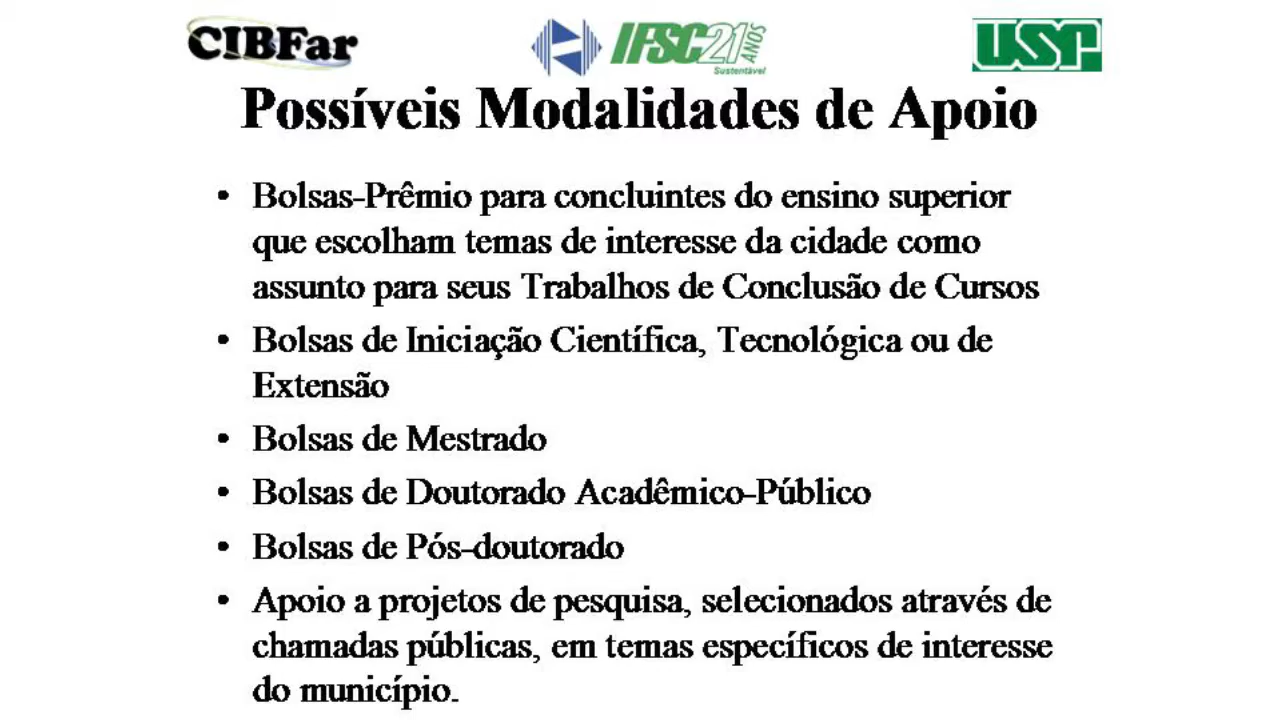 CIBFar
IFSC 21 ANOS
Sustentável
USP
Possíveis Modalidades de Apoio
• Bolsas-Prêmio para concluintes do ensino superior
que escolham temas de interesse da cidade como
assunto para seus Trabalhos de Conclusão de Cursos
• Bolsas de Iniciação Científica, Tecnológica ou de
Extensão
• Bolsas de Mestrado
• Bolsas de Doutorado Acadêmico-Público
• Bolsas de Pós-doutorado
• Apoio a projetos de pesquisa, selecionados através de
chamadas públicas, em temas específicos de interesse
do município.